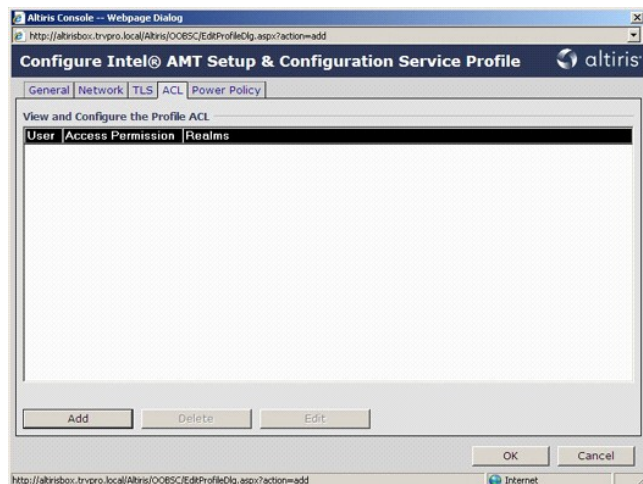 Altiris Console -- Webpage Dialog
http://altirisbox.trvpro.local/Altiris/OOBSC/EditProfileDlg.aspx?action=add
Configure Intel® AMT Setup & Configuration Service Profile altiris
General Network TLS ACL Power Policy
View and Configure the Profile ACL
User Access Permission Realms
Add Delete Edit
OK Cancel
http://altirisbox.trvpro.local/Altiris/OOBSC/EditProfileDlg.aspx?action=add Internet